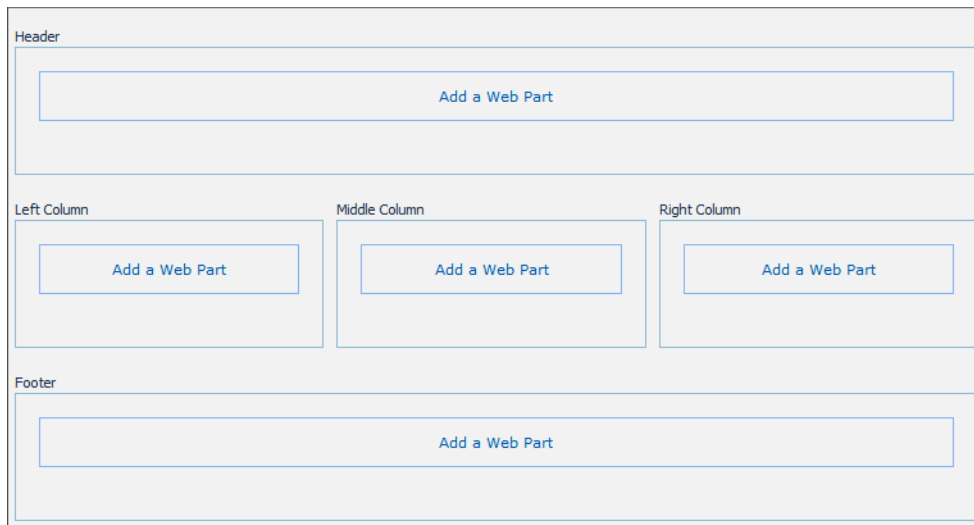 Header
Add a Web Part
Left Column
Middle Column
Right Column
Add a Web Part
Add a Web Part
Add a Web Part
Footer
Add a Web Part